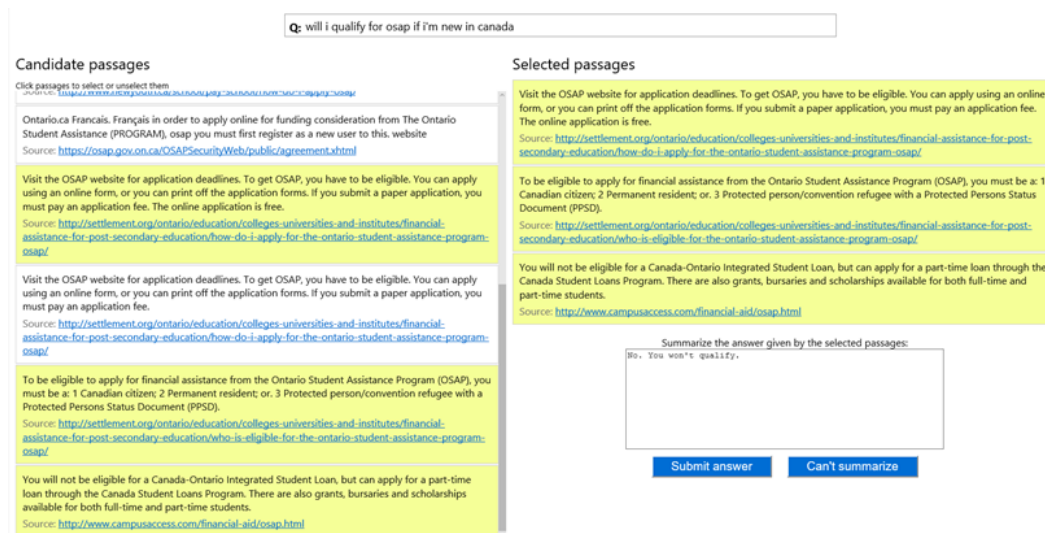 Q: will i qualify for osap if i'm new in canada
Candidate passages
Click passages to select or unselect them
Source: http://www.newyouth.ca/school/pay-school/how-do-i-apply-osap
Ontario.ca Francais. Français in order to apply online for funding consideration from The Ontario
Student Assistance (PROGRAM), osap you must first register as a new user to this. website
Source: https://osap.gov.on.ca/OSAPSecurityWeb/public/agreement.xhtml
Visit the OSAP website for application deadlines. To get OSAP, you have to be eligible. You can apply
using an online form, or you can print off the application forms. If you submit a paper application, you
must pay an application fee. The online application is free.
Source: http://settlement.org/ontario/education/colleges-universities-and-institutes/financial-
assistance-for-post-secondary-education/how-do-i-apply-for-the-ontario-student-assistance-program-
osap/
Visit the OSAP website for application deadlines. To get OSAP, you have to be eligible. You can apply
using an online form, or you can print off the application forms. If you submit a paper application, you
must pay an application fee.
Source: http://settlement.org/ontario/education/colleges-universities-and-institutes/financial-
assistance-for-post-secondary-education/how-do-i-apply-for-the-ontario-student-assistance-program-
osap/
To be eligible to apply for financial assistance from the Ontario Student Assistance Program (OSAP), you
must be a: 1 Canadian citizen; 2 Permanent resident; or. 3 Protected person/convention refugee with a
Protected Persons Status Document (PPSD).
Source: http://settlement.org/ontario/education/colleges-universities-and-institutes/financial-
assistance-for-post-secondary-education/who-is-eligible-for-the-ontario-student-assistance-program-
osap/
You will not be eligible for a Canada-Ontario Integrated Student Loan, but can apply for a part-time
loan through the Canada Student Loans Program. There are also grants, bursaries and scholarships
available for both full-time and part-time students.
Source: http://www.campusaccess.com/financial-aid/osap.html
Selected passages
Visit the OSAP website for application deadlines. To get OSAP, you have to be eligible. You can apply using an online
form, or you can print off the application forms. If you submit a paper application, you must pay an application fee.
The online application is free.
Source: http://settlement.org/ontario/education/colleges-universities-and-institutes/financial-assistance-for-post-
secondary-education/how-do-i-apply-for-the-ontario-student-assistance-program-osap/
To be eligible to apply for financial assistance from the Ontario Student Assistance Program (OSAP), you must be a: 1
Canadian citizen; 2 Permanent resident; or. 3 Protected person/convention refugee with a Protected Persons Status
Document (PPSD).
Source: http://settlement.org/ontario/education/colleges-universities-and-institutes/financial-assistance-for-post-
secondary-education/who-is-eligible-for-the-ontario-student-assistance-program-osap/
You will not be eligible for a Canada-Ontario Integrated Student Loan, but can apply for a part-time loan through the
Canada Student Loans Program. There are also grants, bursaries and scholarships available for both full-time and
part-time students.
Source: http://www.campusaccess.com/financial-aid/osap.html
Summarize the answer given by the selected passages:
No. You won't qualify.
Submit answer
Can't summarize